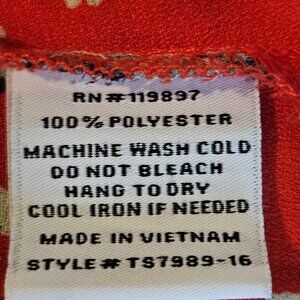 RN#119897
100% POLYESTER
MACHINE WASH COLD
DO NOT BLEACH
HANG TO DRY
COOL IRON IF NEEDED
MADE IN VIETNAM
STYLE# TS7989-16